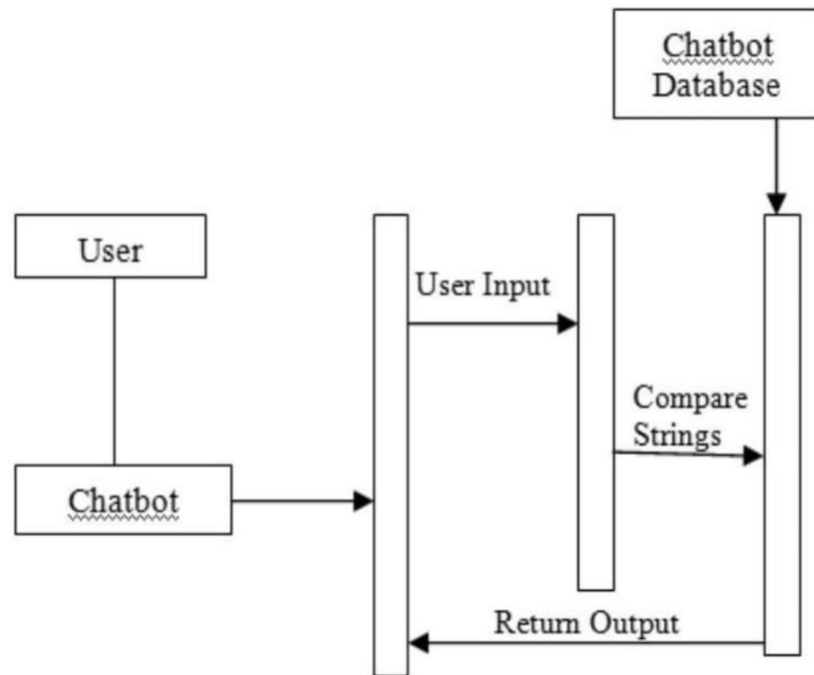 Chatbot
Database
User
User Input
Compare
Strings
Chatbot
Return Output